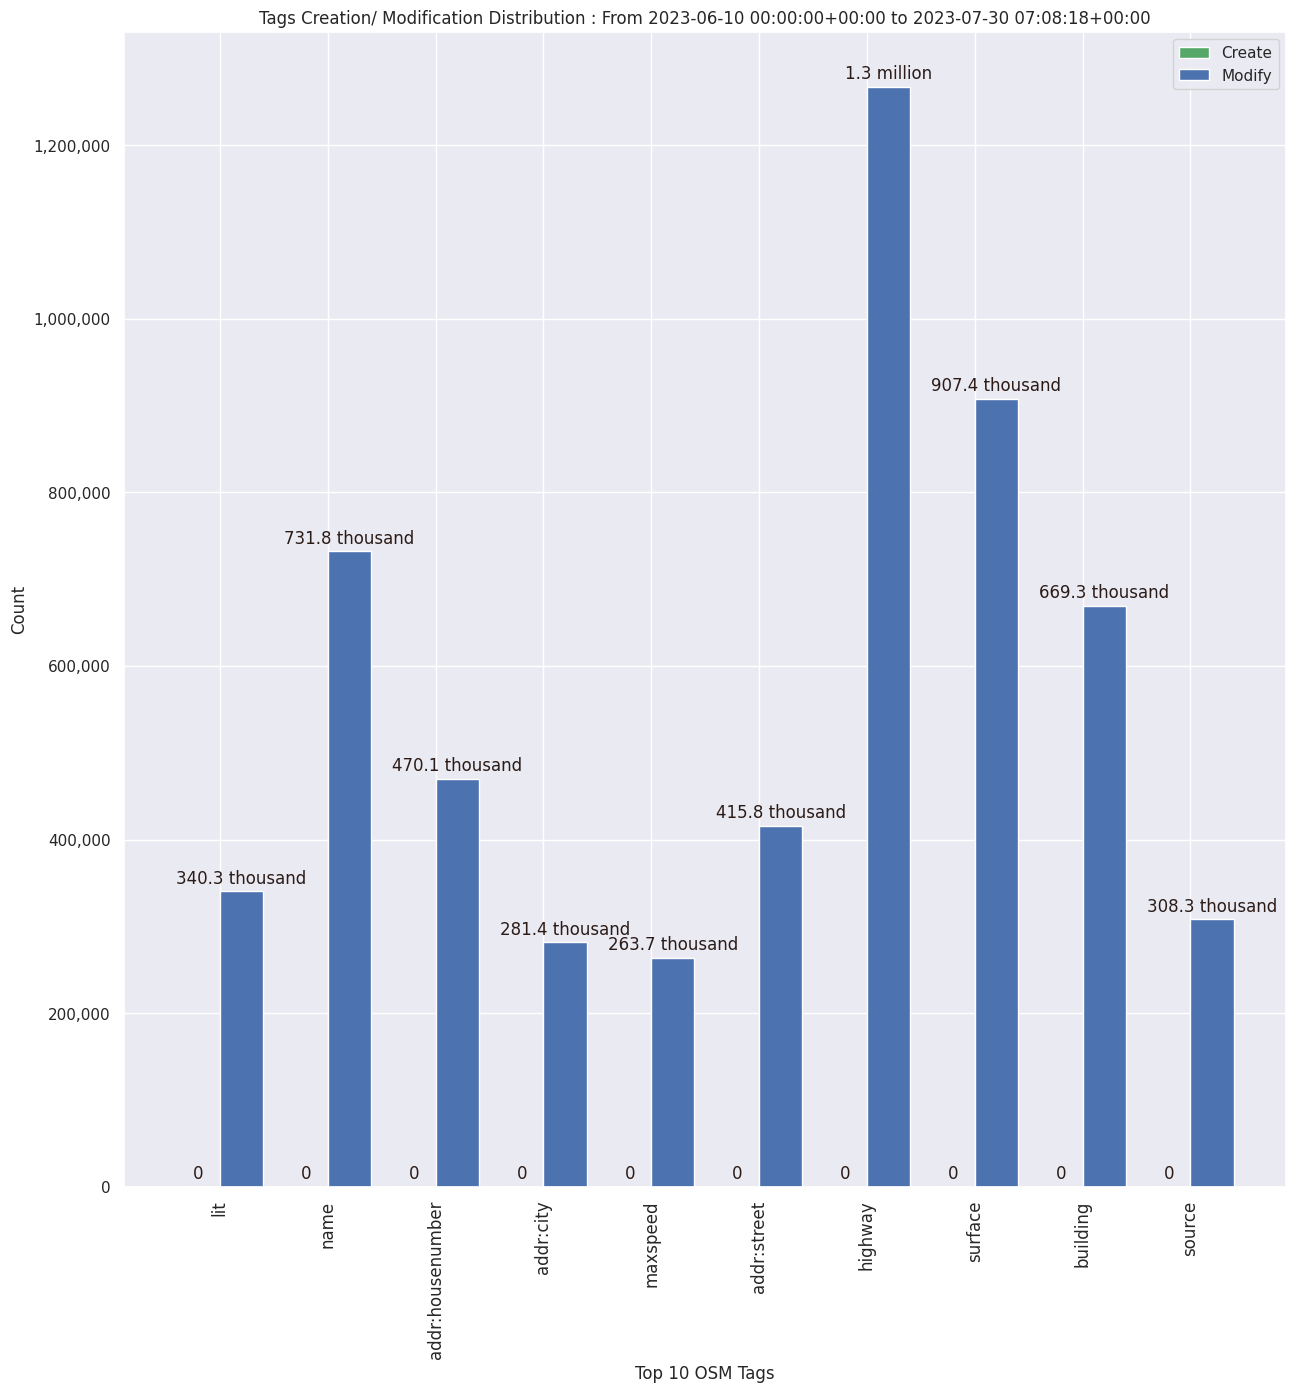 Tags Creation/ Modification Distribution : From 2023-06-10 00:00:00+00:00 to 2023-07-30 07:08:18+00:00
Create
Modify
1.3 million
1,200,000
1,000,000
907.4 thousand
800,000
731.8 thousand
669.3 thousand
600,000
Count
470.1 thousand
415.8 thousand
400,000
340.3 thousand
308.3 thousand
281.4 thousand
263.7 thousand
200,000
0 0 0 0 0 0 0 0 0 0
0
lit
name
addr:housenumber
addr:city
maxspeed
addr:street
highway
surface
building
source
Top 10 OSM Tags